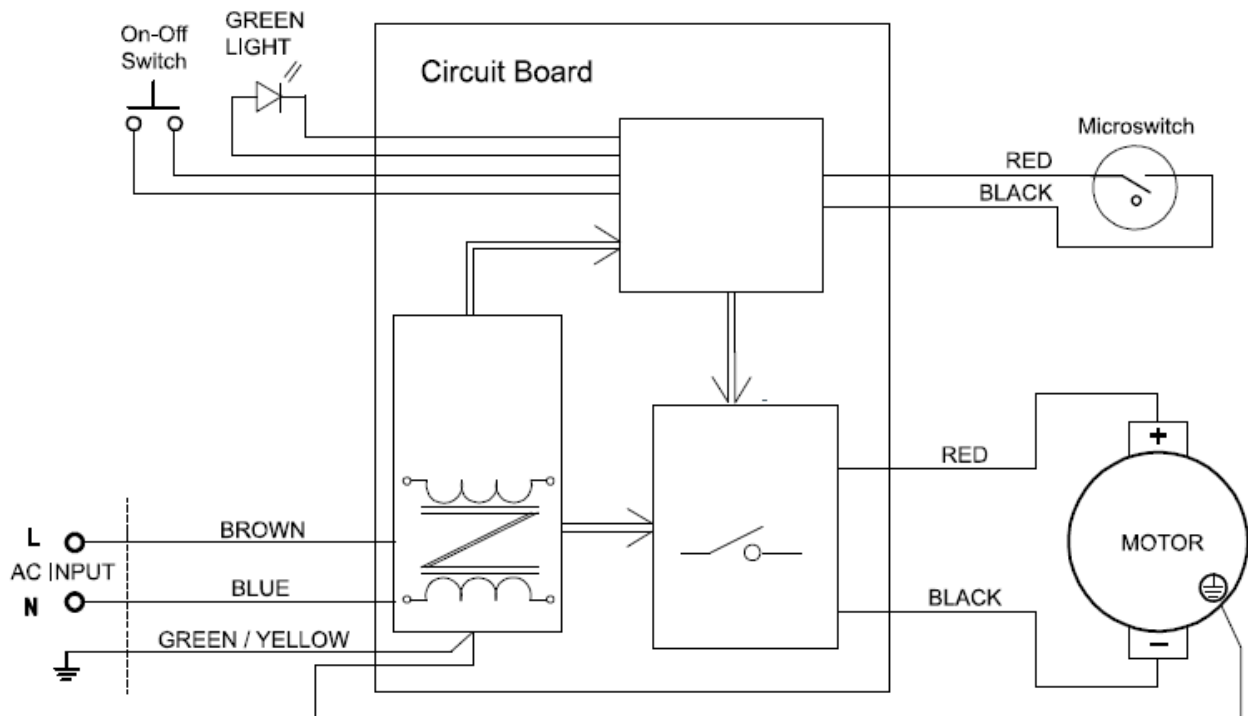 On-Off
Switch
GREEN
LIGHT
Circuit Board
Microswitch
RED
BLACK
RED
+
MOTOR
BLACK
−
L
BROWN
AC INPUT
N
BLUE
GREEN / YELLOW